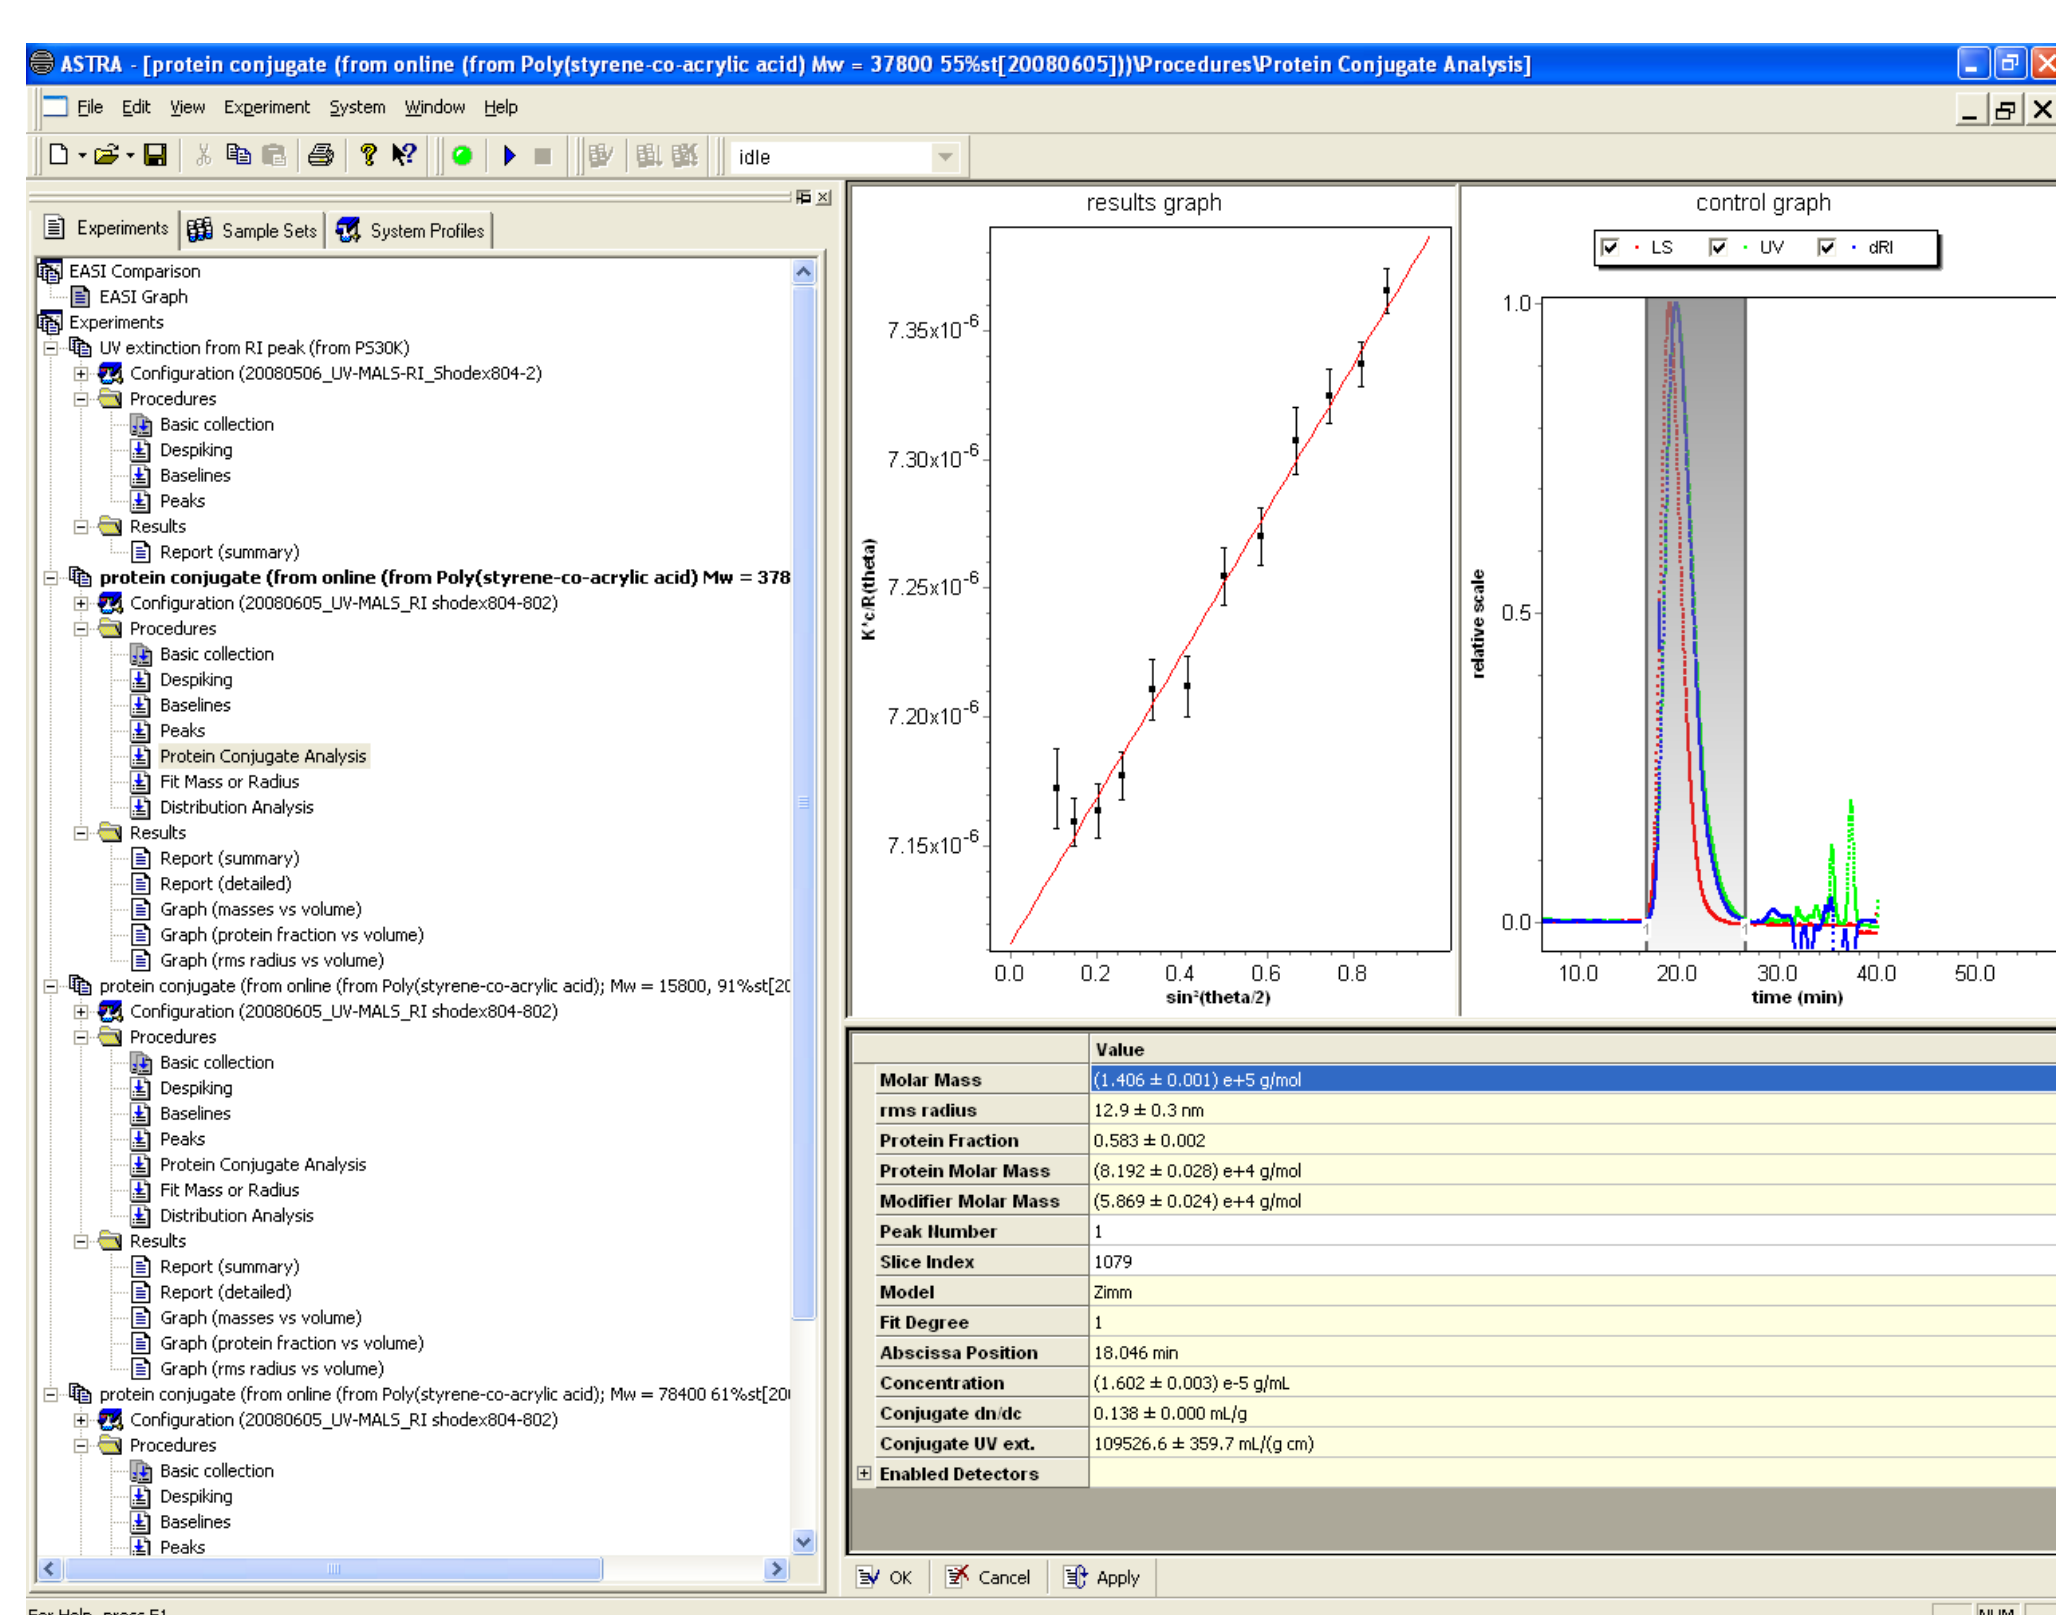 ASTRA - [protein conjugate (from online (from Poly(styrene-co-acrylic acid) Mw = 37800 55%st[20080605]))\Procedures\Protein Conjugate Analysis]
File Edit View Experiment System Window Help
idle
Experiments Sample Sets System Profiles
EASI Comparison
EASI Graph
Experiments
UV extinction from RI peak (from PS30K)
Configuration (20080506_UV-MALS-RI_Shodex804-2)
Procedures
Basic collection
Despiking
Baselines
Peaks
Results
Report (summary)
protein conjugate (from online (from Poly(styrene-co-acrylic acid) Mw = 378
Configuration (20080605_UV-MALS_RI shodex804-802)
Procedures
Basic collection
Despiking
Baselines
Peaks
Protein Conjugate Analysis
Fit Mass or Radius
Distribution Analysis
Results
Report (summary)
Report (detailed)
Graph (masses vs volume)
Graph (protein fraction vs volume)
Graph (rms radius vs volume)
protein conjugate (from online (from Poly(styrene-co-acrylic acid); Mw = 15800, 91%st[20
Configuration (20080605_UV-MALS_RI shodex804-802)
Procedures
Basic collection
Despiking
Baselines
Peaks
Protein Conjugate Analysis
Fit Mass or Radius
Distribution Analysis
Results
Report (summary)
Report (detailed)
Graph (masses vs volume)
Graph (protein fraction vs volume)
Graph (rms radius vs volume)
protein conjugate (from online (from Poly(styrene-co-acrylic acid); Mw = 78400 61%st[20
Configuration (20080605_UV-MALS_RI shodex804-802)
Procedures
Basic collection
Despiking
Baselines
Peaks
results graph
K*c/R(theta)
7.35x10-6
7.30x10-6
7.25x10-6
7.20x10-6
7.15x10-6
0.0 0.2 0.4 0.6 0.8
sin²(theta/2)
control graph
LS UV dRI
relative scale
1.0
0.5
0.0
1 1
10.0 20.0 30.0 40.0 50.0
time (min)
Value
Molar Mass (1.406 ± 0.001) e+5 g/mol
rms radius 12.9 ± 0.3 nm
Protein Fraction 0.583 ± 0.002
Protein Molar Mass (8.192 ± 0.028) e+4 g/mol
Modifier Molar Mass (5.869 ± 0.024) e+4 g/mol
Peak Number 1
Slice Index 1079
Model Zimm
Fit Degree 1
Abscissa Position 18.046 min
Concentration (1.602 ± 0.003) e-5 g/mL
Conjugate dn/dc 0.138 ± 0.000 mL/g
Conjugate UV ext. 109526.6 ± 359.7 mL/(g cm)
Enabled Detectors
OK Cancel Apply
For Help, press F1
NUM